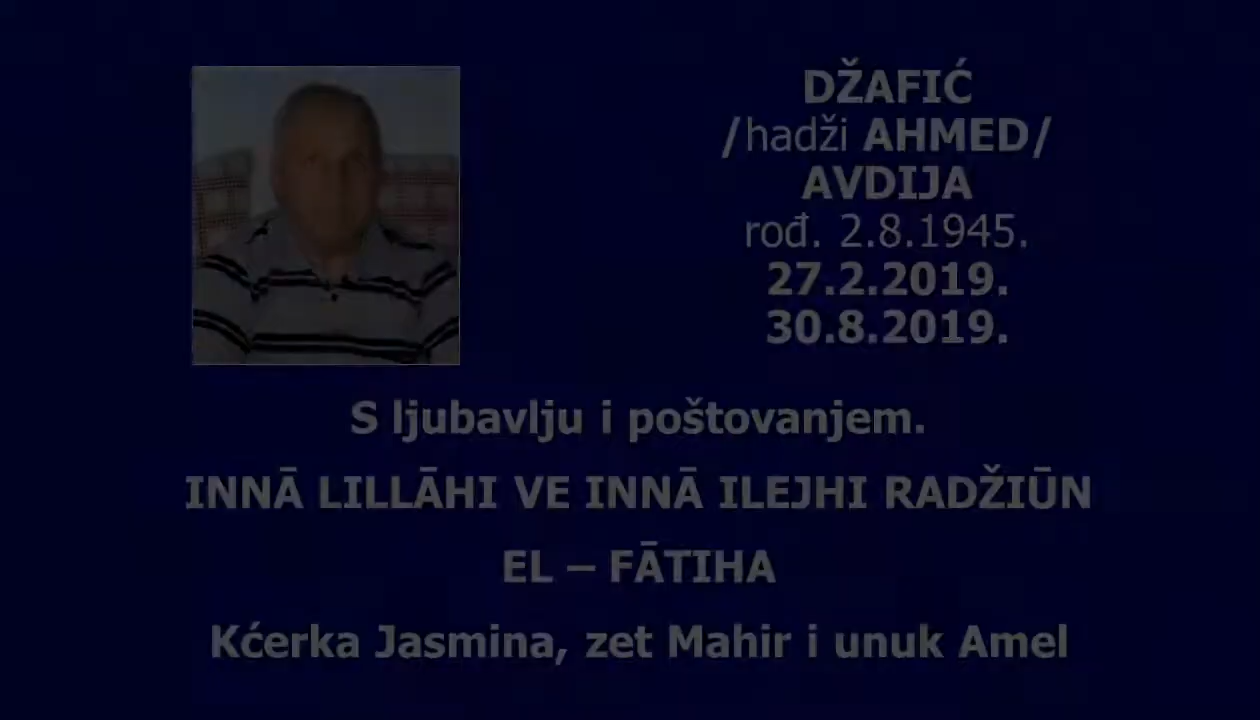 DŽAFIĆ
/hadži AHMED/
AVDIJA
rođ. 2.8.1945.
27.2.2019.
30.8.2019.
S ljubavlju i poštovanjem.
INNĀ LILLĀHI VE INNĀ ILEJHI RADŽIŪN
EL – FĀTIHA
Kćerka Jasmina, zet Mahir i unuk Amel